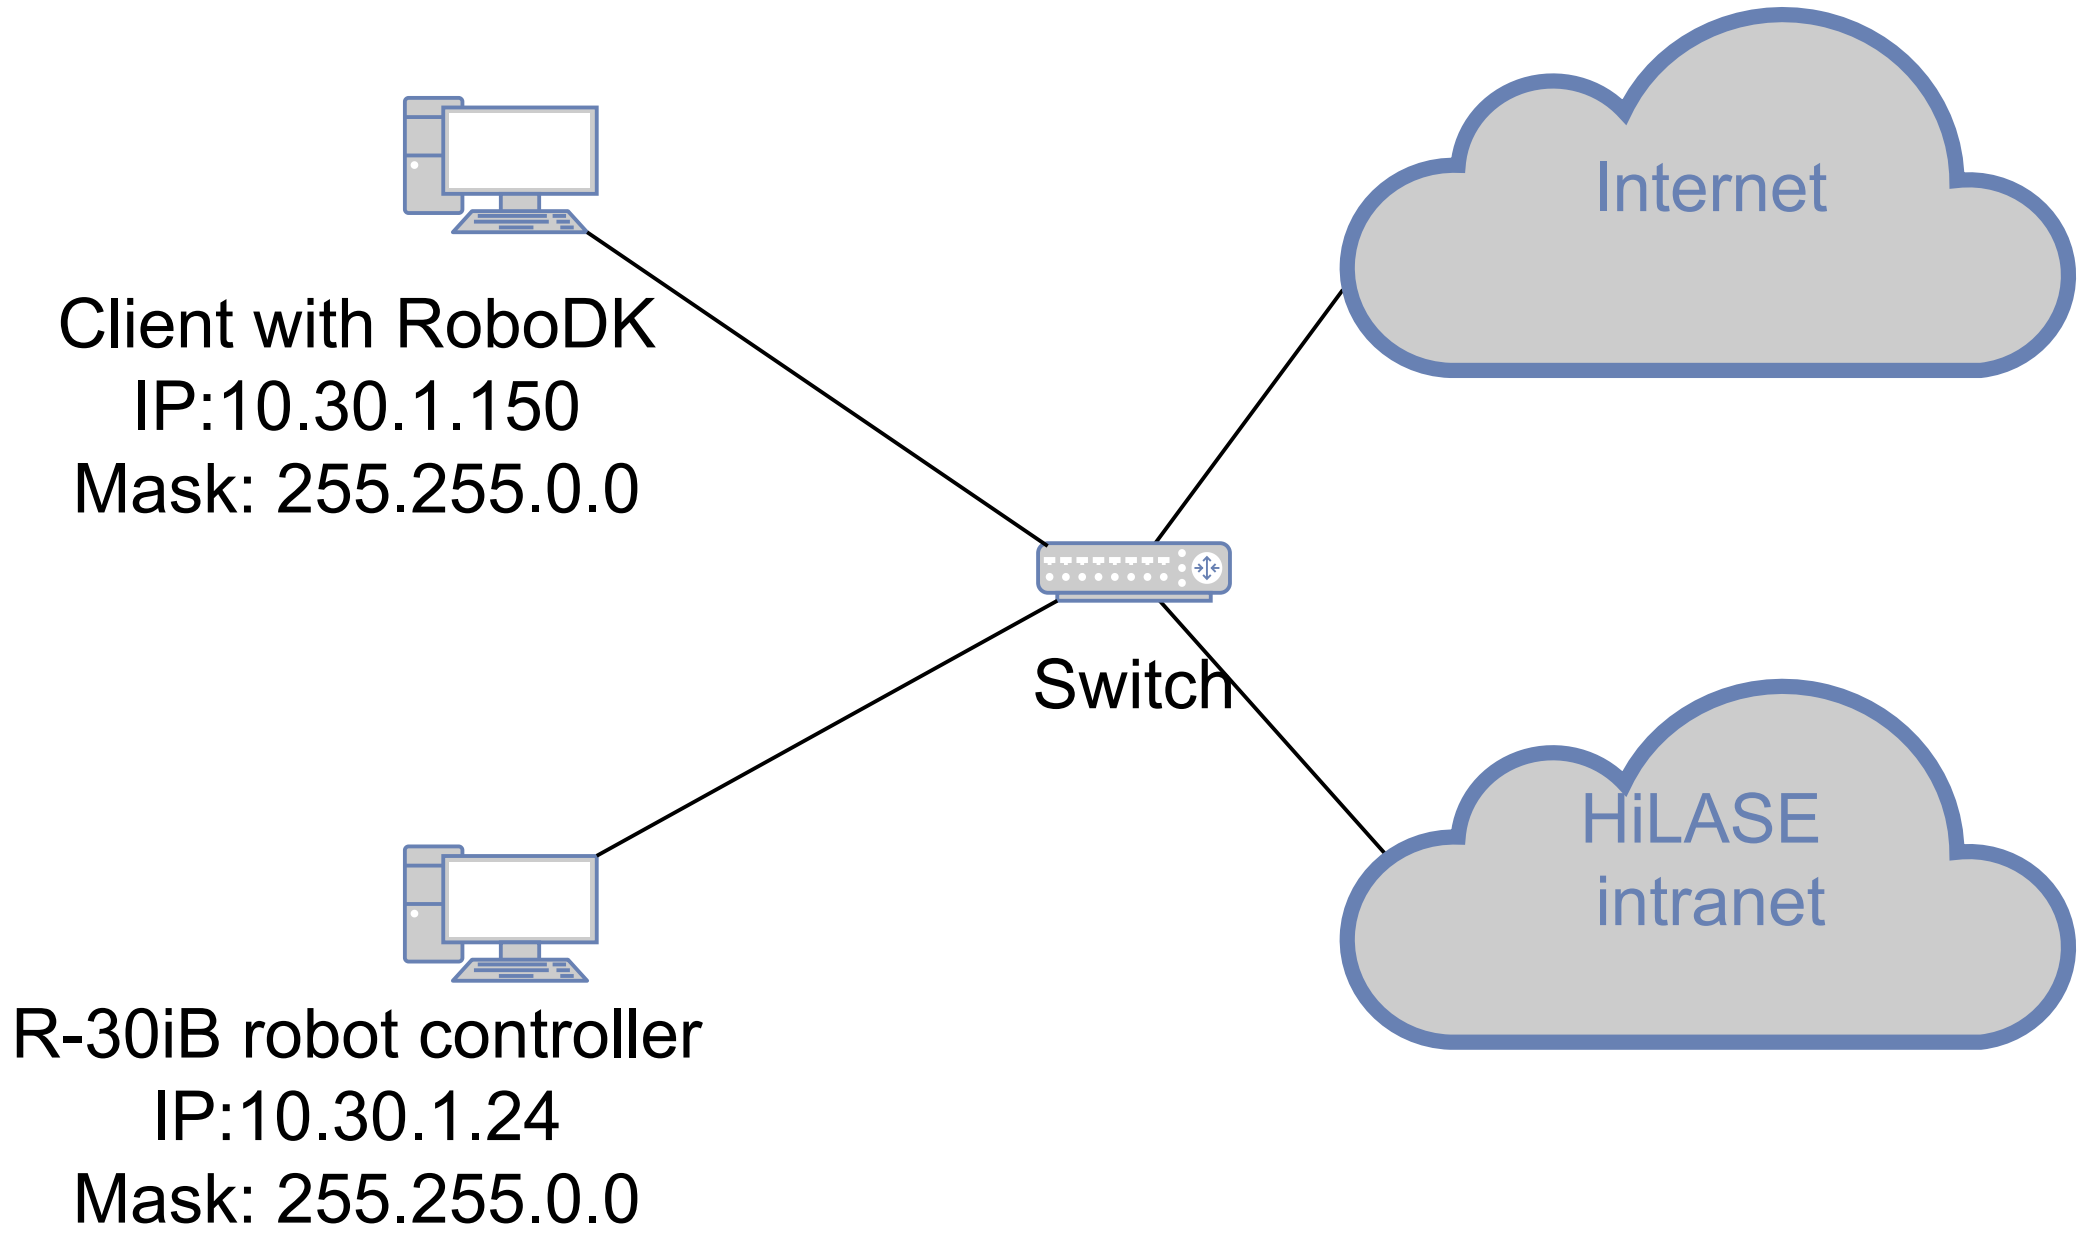 Internet
Client with RoboDK
IP:10.30.1.150
Mask: 255.255.0.0
Switch
HiLASE
intranet
R-30iB robot controller
IP:10.30.1.24
Mask: 255.255.0.0